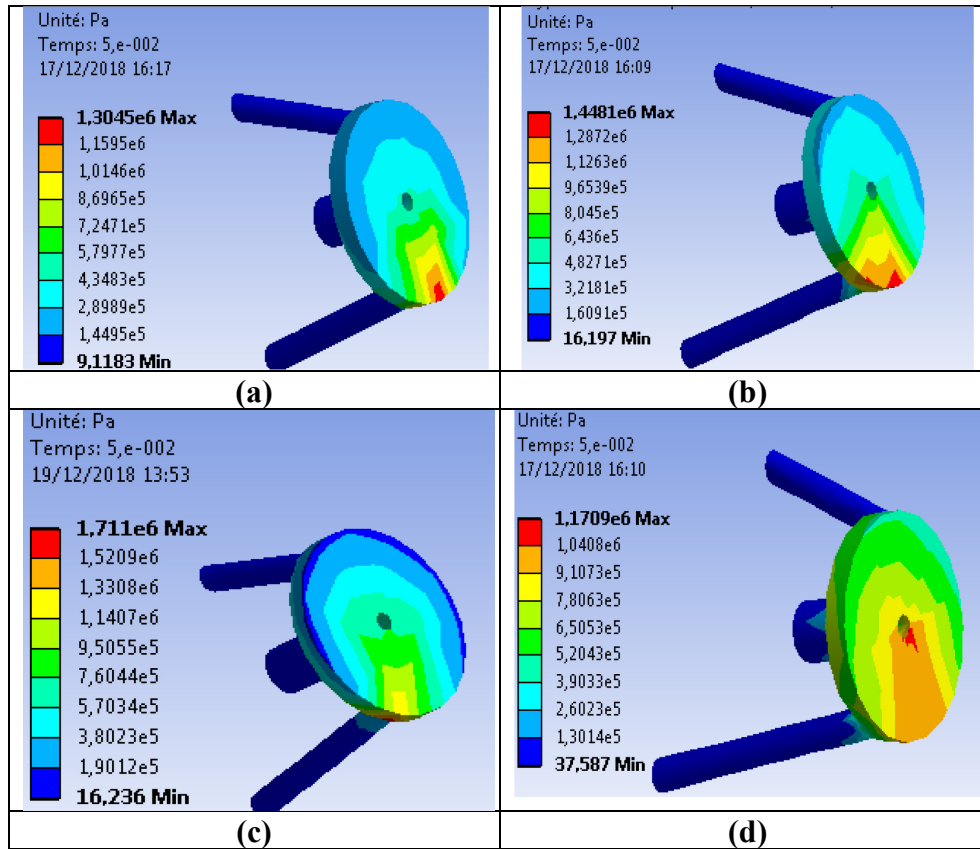 Unité: Pa
Temps: 5,e-002
17/12/2018 16:17
1,3045e6 Max
1,1595e6
1,0146e6
8,6965e5
7,2471e5
5,7977e5
4,3483e5
2,8989e5
1,4495e5
9,1183 Min
(a)
Unité: Pa
Temps: 5,e-002
17/12/2018 16:09
1,4481e6 Max
1,2872e6
1,1263e6
9,6539e5
8,045e5
6,436e5
4,8271e5
3,2181e5
1,6091e5
16,197 Min
(b)
Unité: Pa
Temps: 5,e-002
19/12/2018 13:53
1,711e6 Max
1,5209e6
1,3308e6
1,1407e6
9,5055e5
7,6044e5
5,7034e5
3,8023e5
1,9012e5
16,236 Min
(c)
Unité: Pa
Temps: 5,e-002
17/12/2018 16:10
1,1709e6 Max
1,0408e6
9,1073e5
7,8063e5
6,5053e5
5,2043e5
3,9033e5
2,6023e5
1,3014e5
37,587 Min
(d)